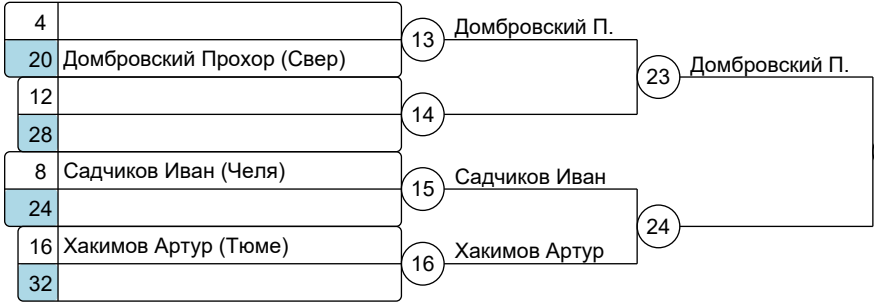 4
13
Домбровский П.
20 Домбровский Прохор (Свер)
23
Домбровский П.
12
14
28
8 Садчиков Иван (Челя)
15
Садчиков Иван
24
24
16 Хакимов Артур (Тюме)
16
Хакимов Артур
32